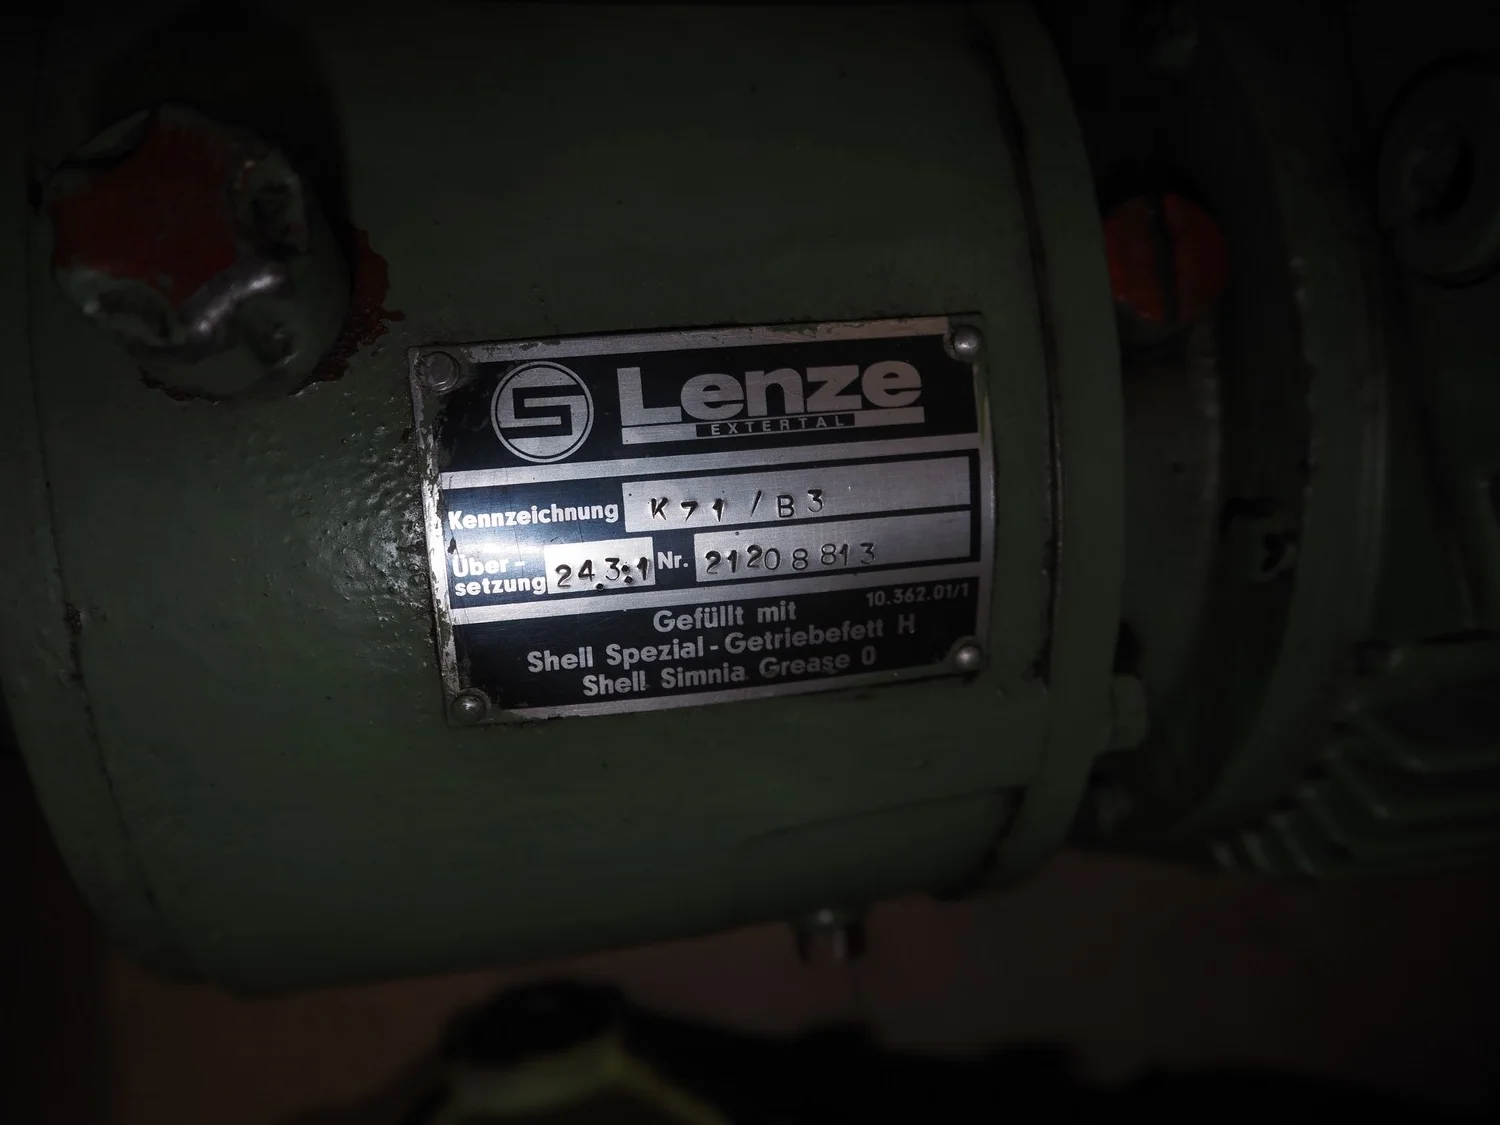 Lenze
EXTERTAL
Kennzeichnung K71/B3
Über-
setzung 24,3:1 Nr. 21208813
10.362.01/1
Gefüllt mit
Shell Spezial-Getriebefett H
Shell Simnia Grease 0